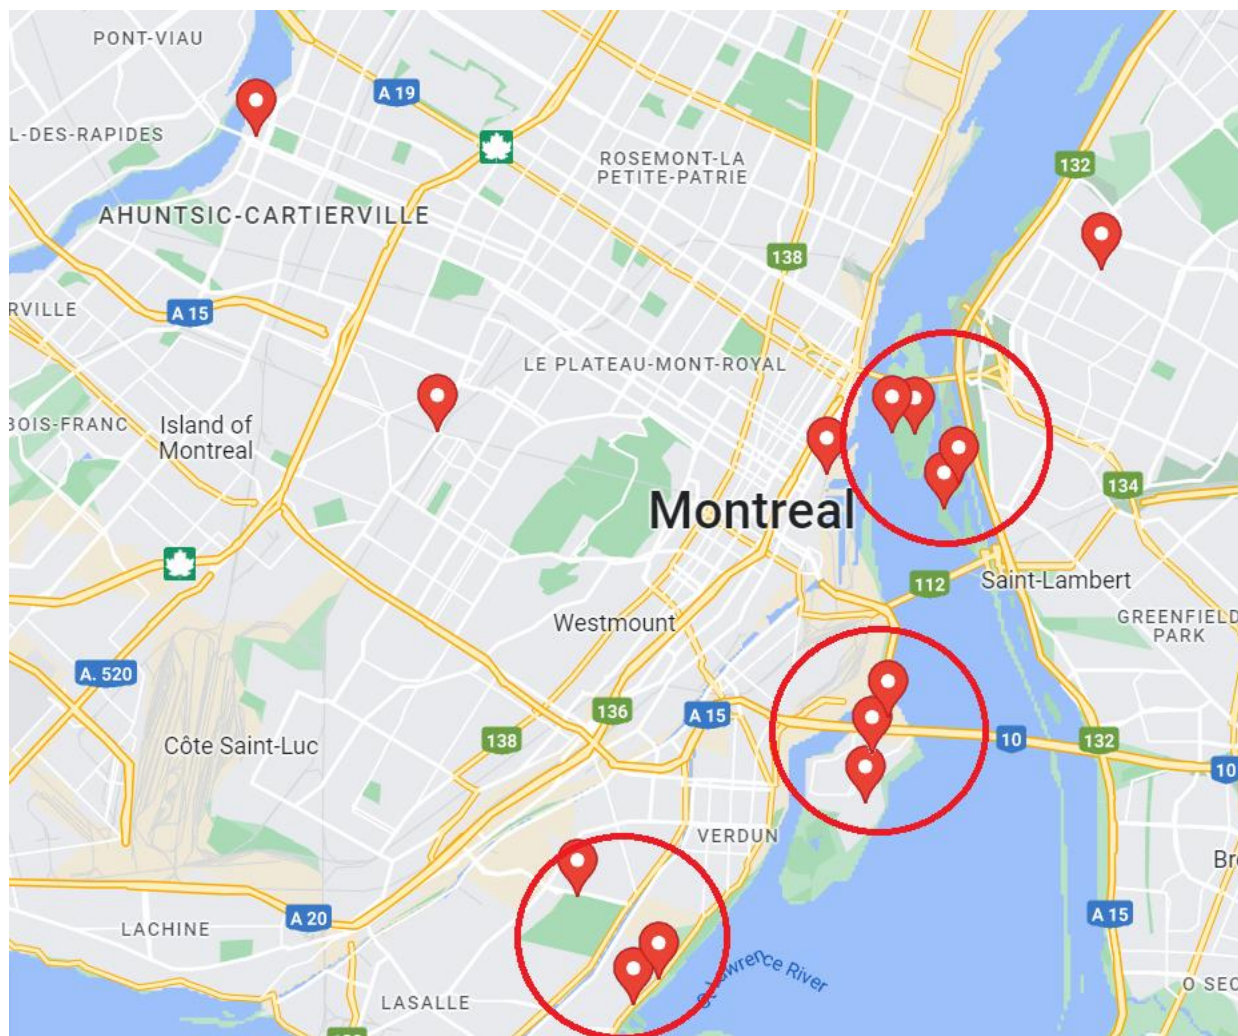 PONT-VIAU
A 19
L-DES-RAPIDES
ROSEMONT-LA
PETITE-PATRIE
132
AHUNTSIC-CARTIERVILLE
138
RVILLE
A 15
LE PLATEAU-MONT-ROYAL
BOIS-FRANC
Island of
Montreal
134
Montreal
112
Saint-Lambert
Westmount
GREENFIELD
PARK
A. 520
136
A 15
138
10
132
Côte Saint-Luc
10
VERDUN
Br
A 20
A 15
LACHINE
St Lawrence River
LASALLE
O SEC